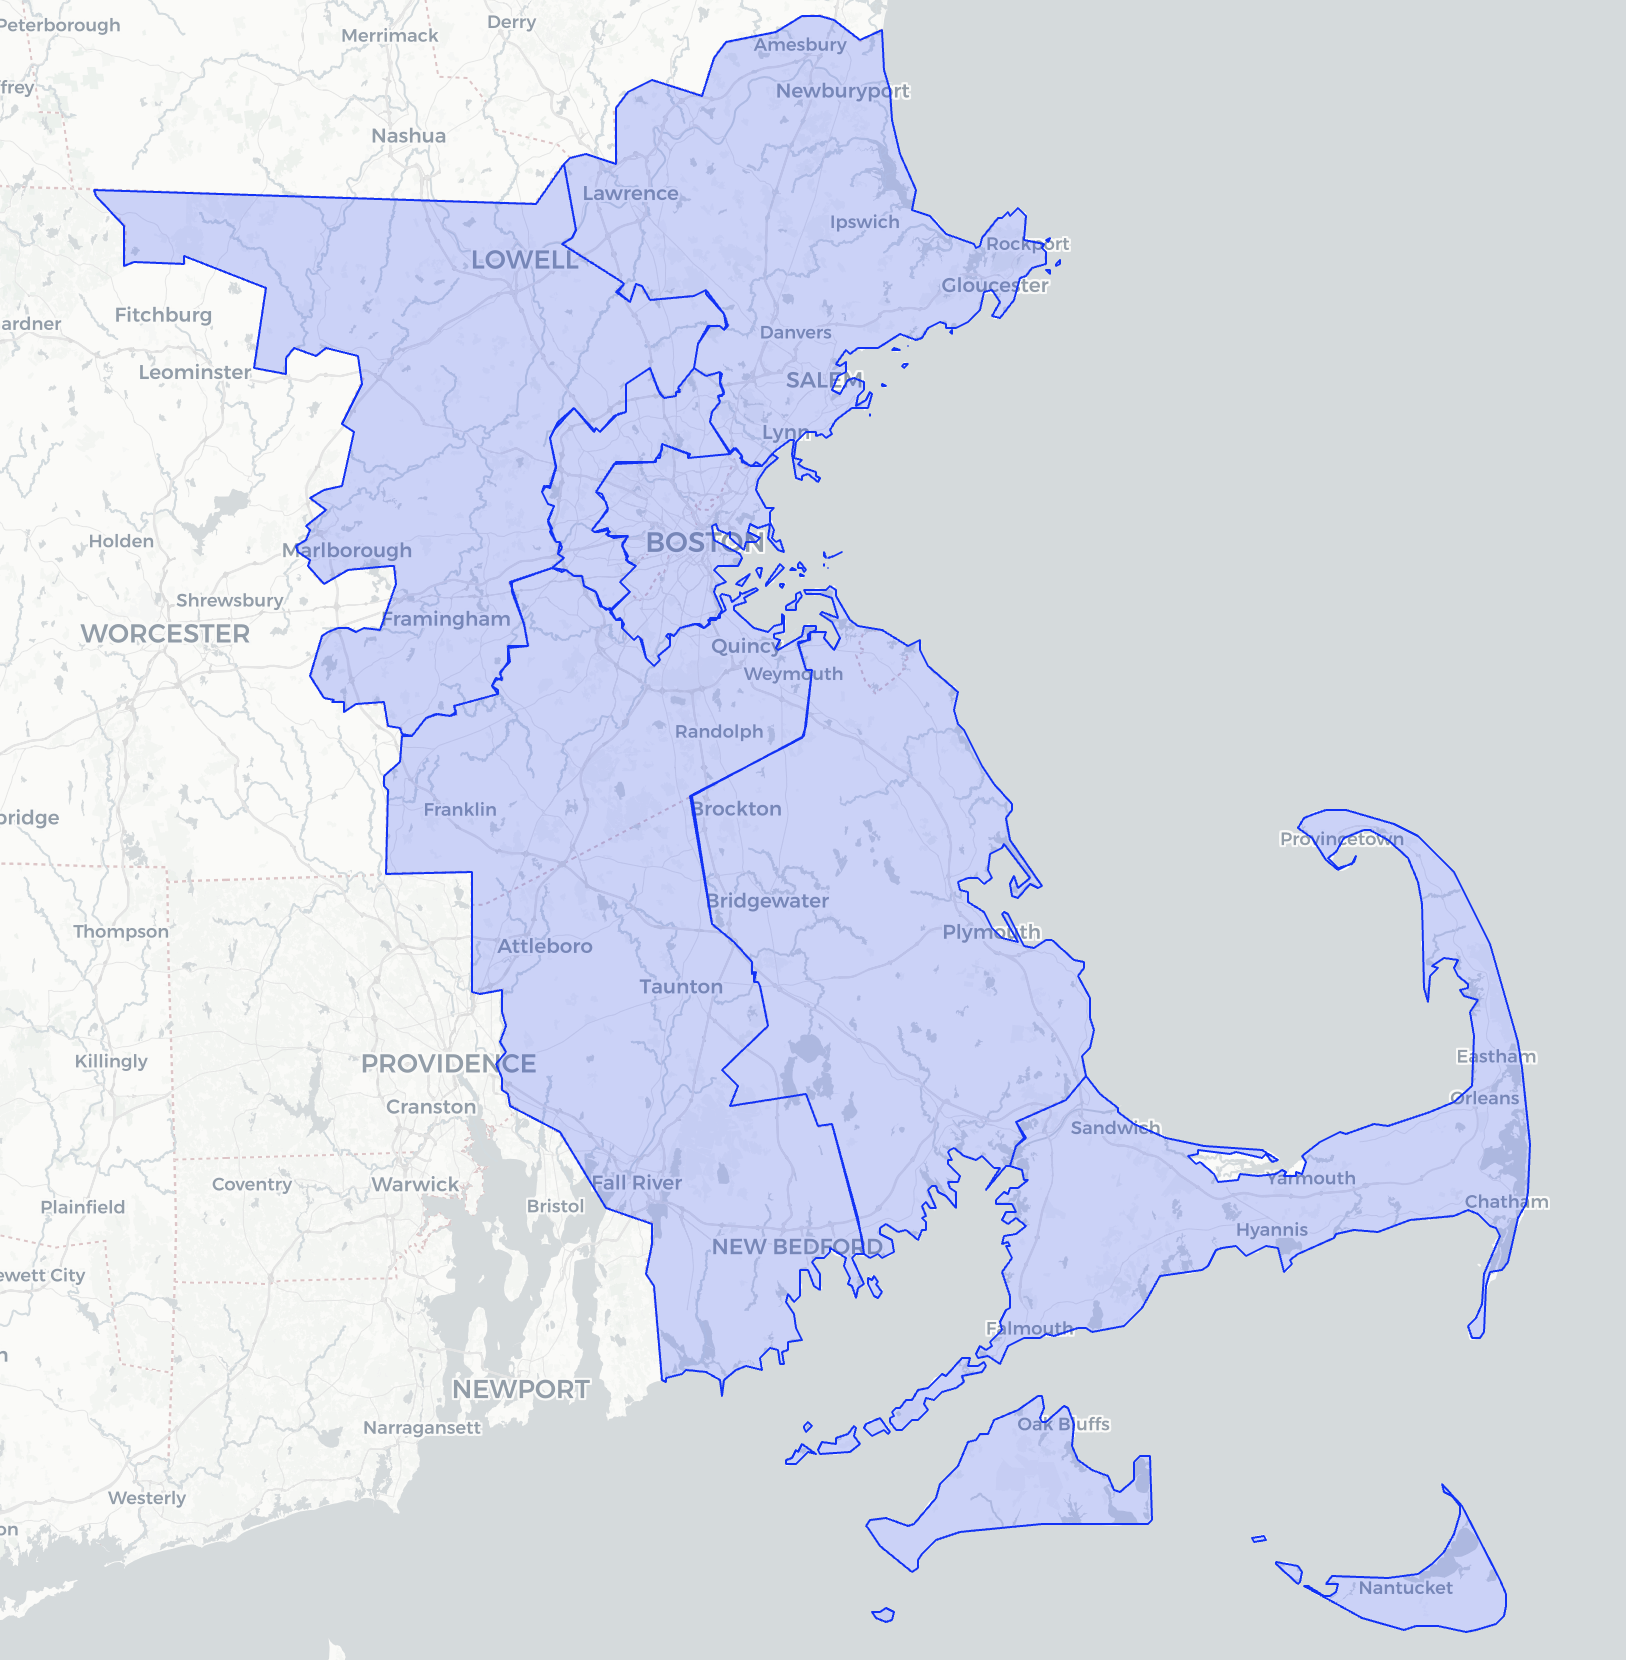 Peterborough
Derry
Merrimack
Amesbury
ffrey
Newburyport
Nashua
Lawrence
Ipswich
Rockport
LOWELL
Gloucester
Fitchburg
ardner
Danvers
Leominster
SALEM
Lynn
Holden
BOSTON
Marlborough
Shrewsbury
Framingham
WORCESTER
Quincy
Weymouth
Randolph
Franklin
Brockton
bridge
Provincetown
Bridgewater
Thompson
Plymouth
Attleboro
Taunton
Eastham
Killingly
PROVIDENCE
Orleans
Cranston
Sandwich
Yarmouth
Fall River
Coventry
Warwick
Chatham
Plainfield
Bristol
Hyannis
NEW BEDFORD
ewett City
Falmouth
n
NEWPORT
Oak Bluffs
Narragansett
Westerly
on
Nantucket